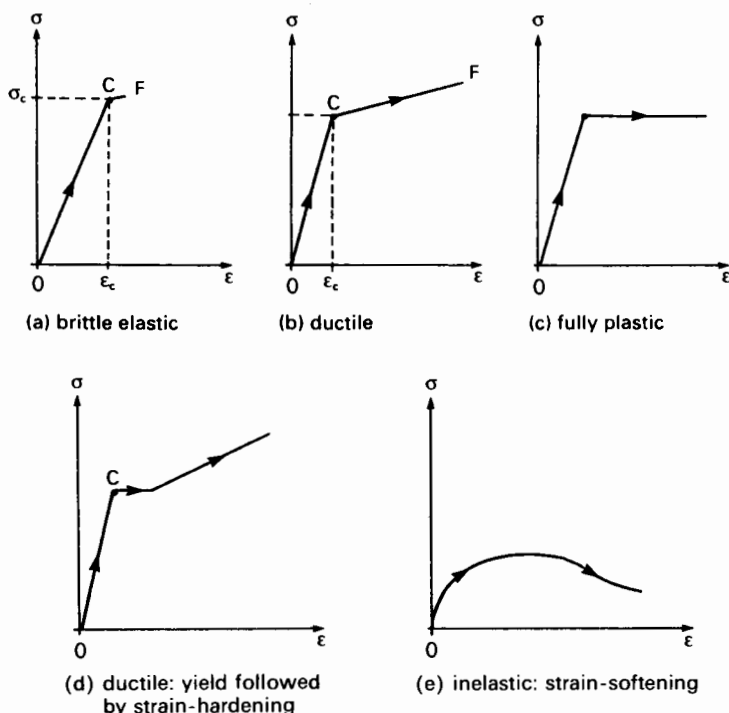 σ
σ
σ
σc
C
F
C
F
0
εc
ε
0
εc
ε
0
ε
(a) brittle elastic
(b) ductile
(c) fully plastic
σ
σ
C
0
ε
0
ε
(d) ductile: yield followed
by strain-hardening
(e) inelastic: strain-softening